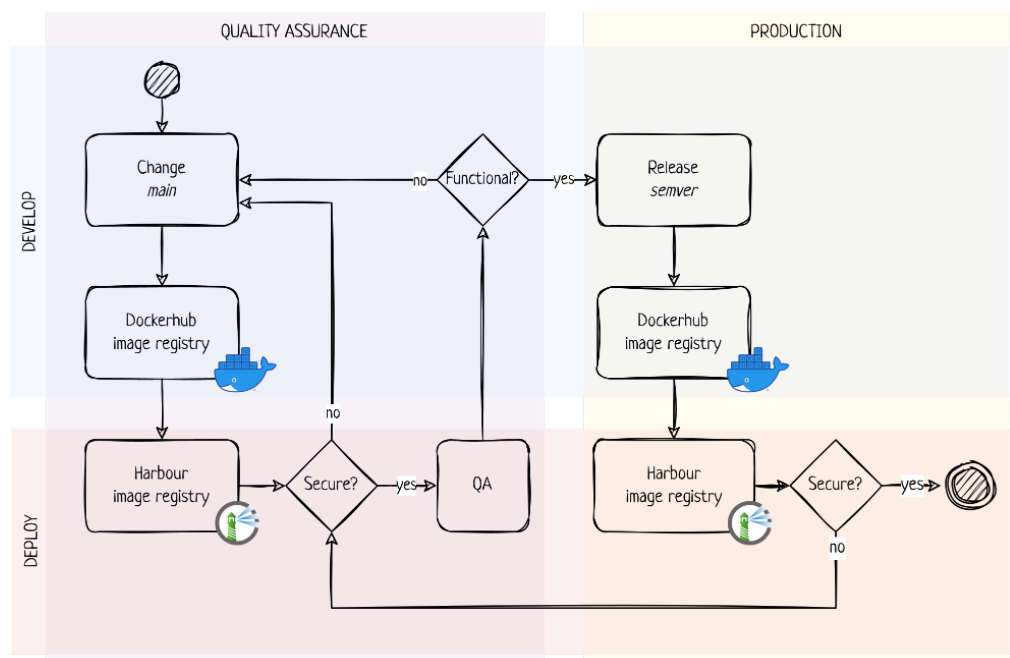 QUALITY ASSURANCE
PRODUCTION
DEVELOP
Change
main
no
Functional?
yes
Release
semver
Dockerhub
image registry
Dockerhub
image registry
DEPLOY
no
Harbour
image registry
Secure?
yes
QA
Harbour
image registry
Secure?
yes
no